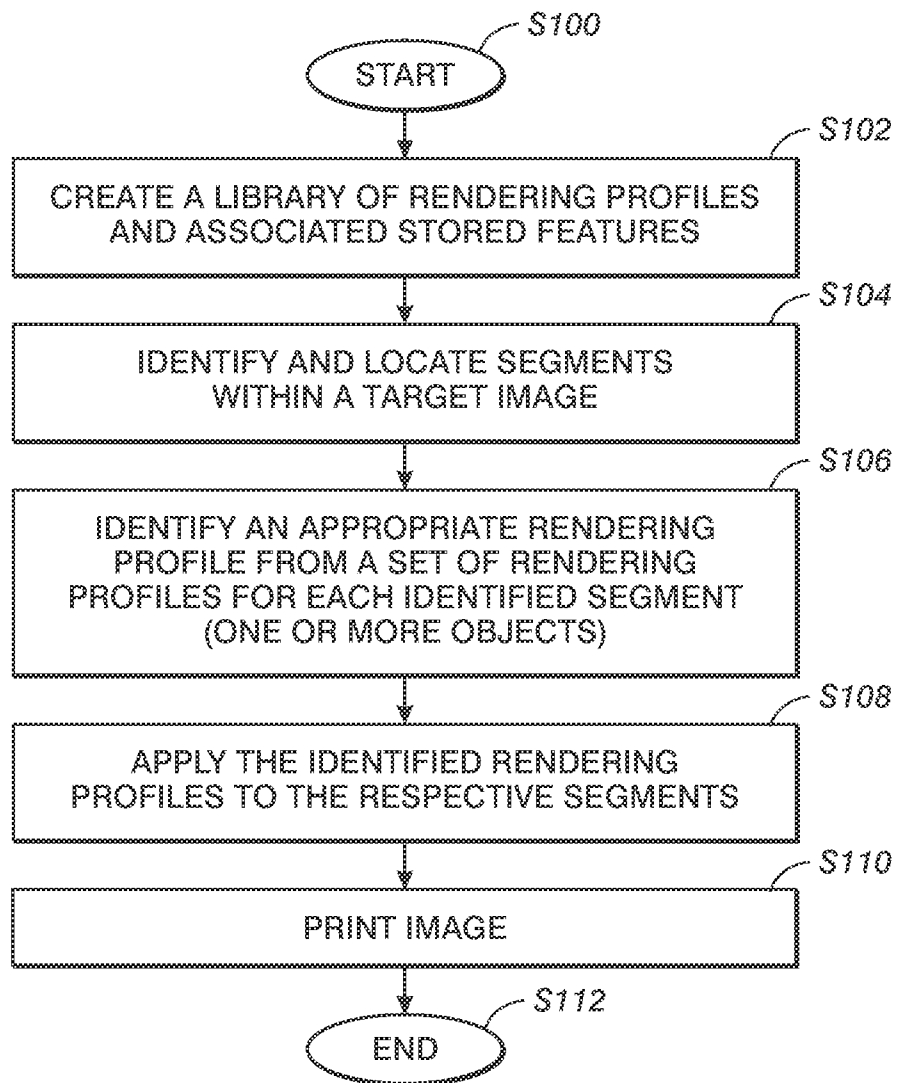 S100
START
S102
CREATE A LIBRARY OF RENDERING PROFILES
AND ASSOCIATED STORED FEATURES
S104
IDENTIFY AND LOCATE SEGMENTS
WITHIN A TARGET IMAGE
S106
IDENTIFY AN APPROPRIATE RENDERING
PROFILE FROM A SET OF RENDERING
PROFILES FOR EACH IDENTIFIED SEGMENT
(ONE OR MORE OBJECTS)
S108
APPLY THE IDENTIFIED RENDERING
PROFILES TO THE RESPECTIVE SEGMENTS
S110
PRINT IMAGE
S112
END